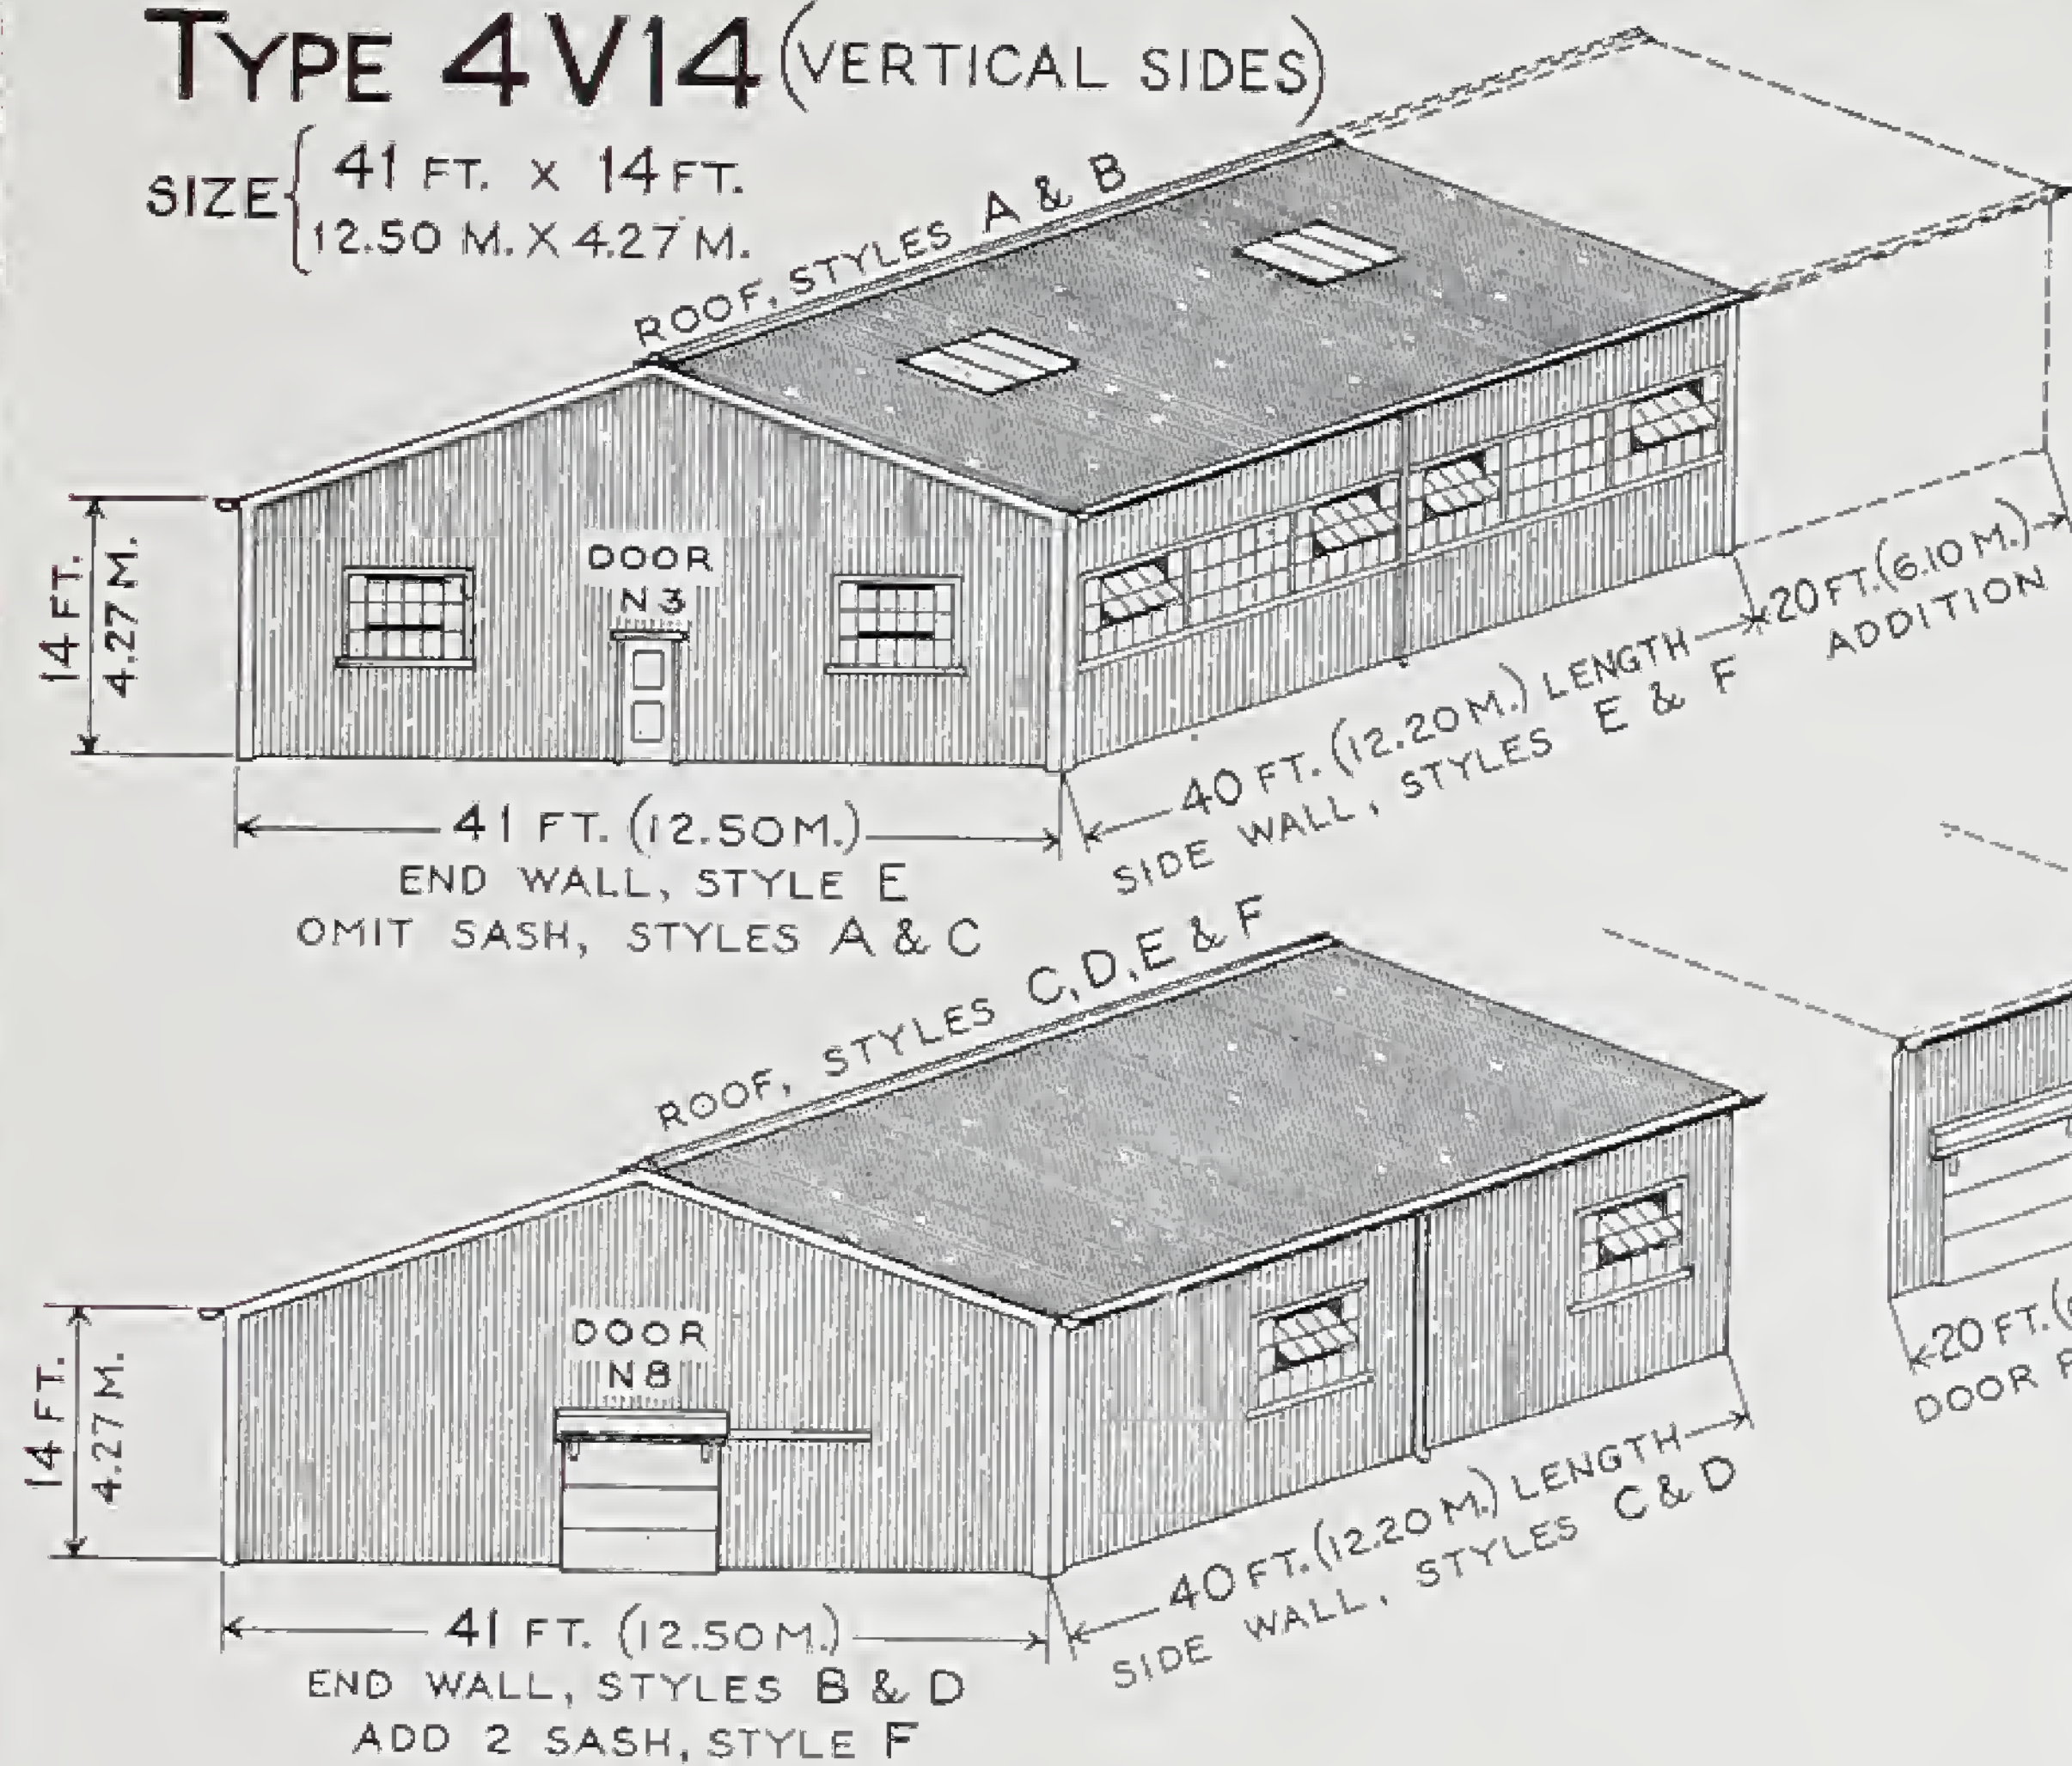 TYPE 4V14 (VERTICAL SIDES)
SIZE { 41 FT. X 14 FT.
12.50 M. X 4.27 M.
ROOF, STYLES A & B
14 FT.
4.27 M.
DOOR
N3
41 FT. (12.50 M.)
END WALL, STYLE E
OMIT SASH, STYLES A & C
40 FT. (12.20 M.) LENGTH
SIDE WALL, STYLES E & F
20 FT. (6.10 M.)
ADDITION
ROOF, STYLES C, D, E & F
14 FT.
4.27 M.
DOOR
N8
41 FT. (12.50 M.)
END WALL, STYLES B & D
ADD 2 SASH, STYLE F
40 FT. (12.20 M.) LENGTH
SIDE WALL, STYLES C & D
20 FT.
DOOR